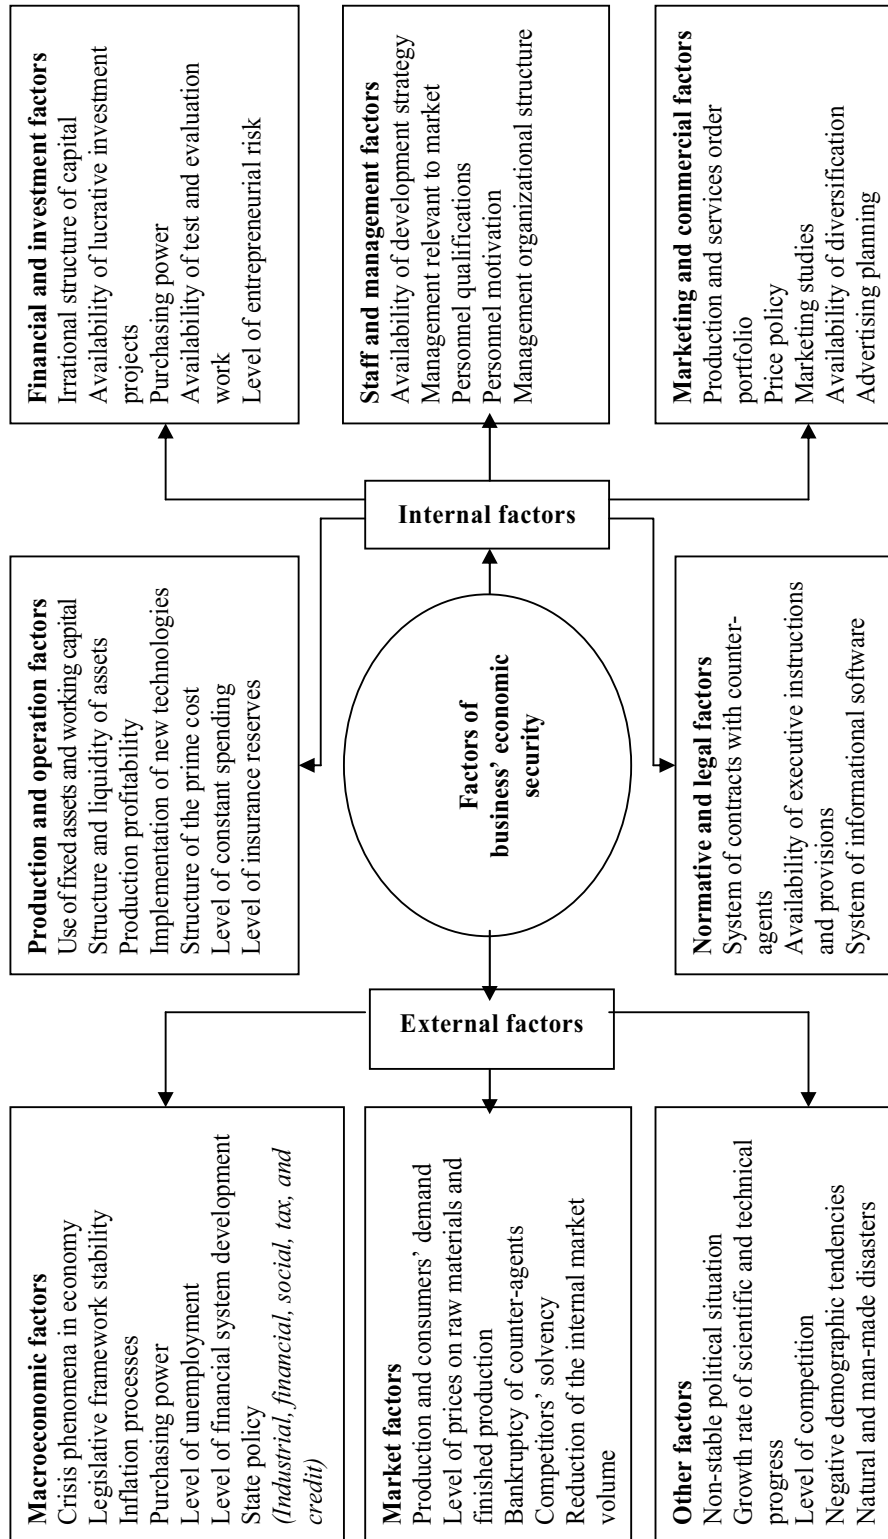 Macroeconomic factors
Crisis phenomena in economy
Legislative framework stability
Inflation processes
Purchasing power
Level of unemployment
Level of financial system development
State policy
(Industrial, financial, social, tax, and
credit)
Market factors
Production and consumers’ demand
Level of prices on raw materials and
finished production
Bankruptcy of counter-agents
Competitors’ solvency
Reduction of the internal market
volume
Other factors
Non-stable political situation
Growth rate of scientific and technical
progress
Level of competition
Negative demographic tendencies
Natural and man-made disasters
External factors
Factors of
business’ economic
security
Internal factors
Production and operation factors
Use of fixed assets and working capital
Structure and liquidity of assets
Production profitability
Implementation of new technologies
Structure of the prime cost
Level of constant spending
Level of insurance reserves
Normative and legal factors
System of contracts with counter-
agents
Availability of executive instructions
and provisions
System of informational software
Financial and investment factors
Irrational structure of capital
Availability of lucrative investment
projects
Purchasing power
Availability of test and evaluation
work
Level of entrepreneurial risk
Staff and management factors
Availability of development strategy
Management relevant to market
Personnel qualifications
Personnel motivation
Management organizational structure
Marketing and commercial factors
Production and services order
portfolio
Price policy
Marketing studies
Availability of diversification
Advertising planning